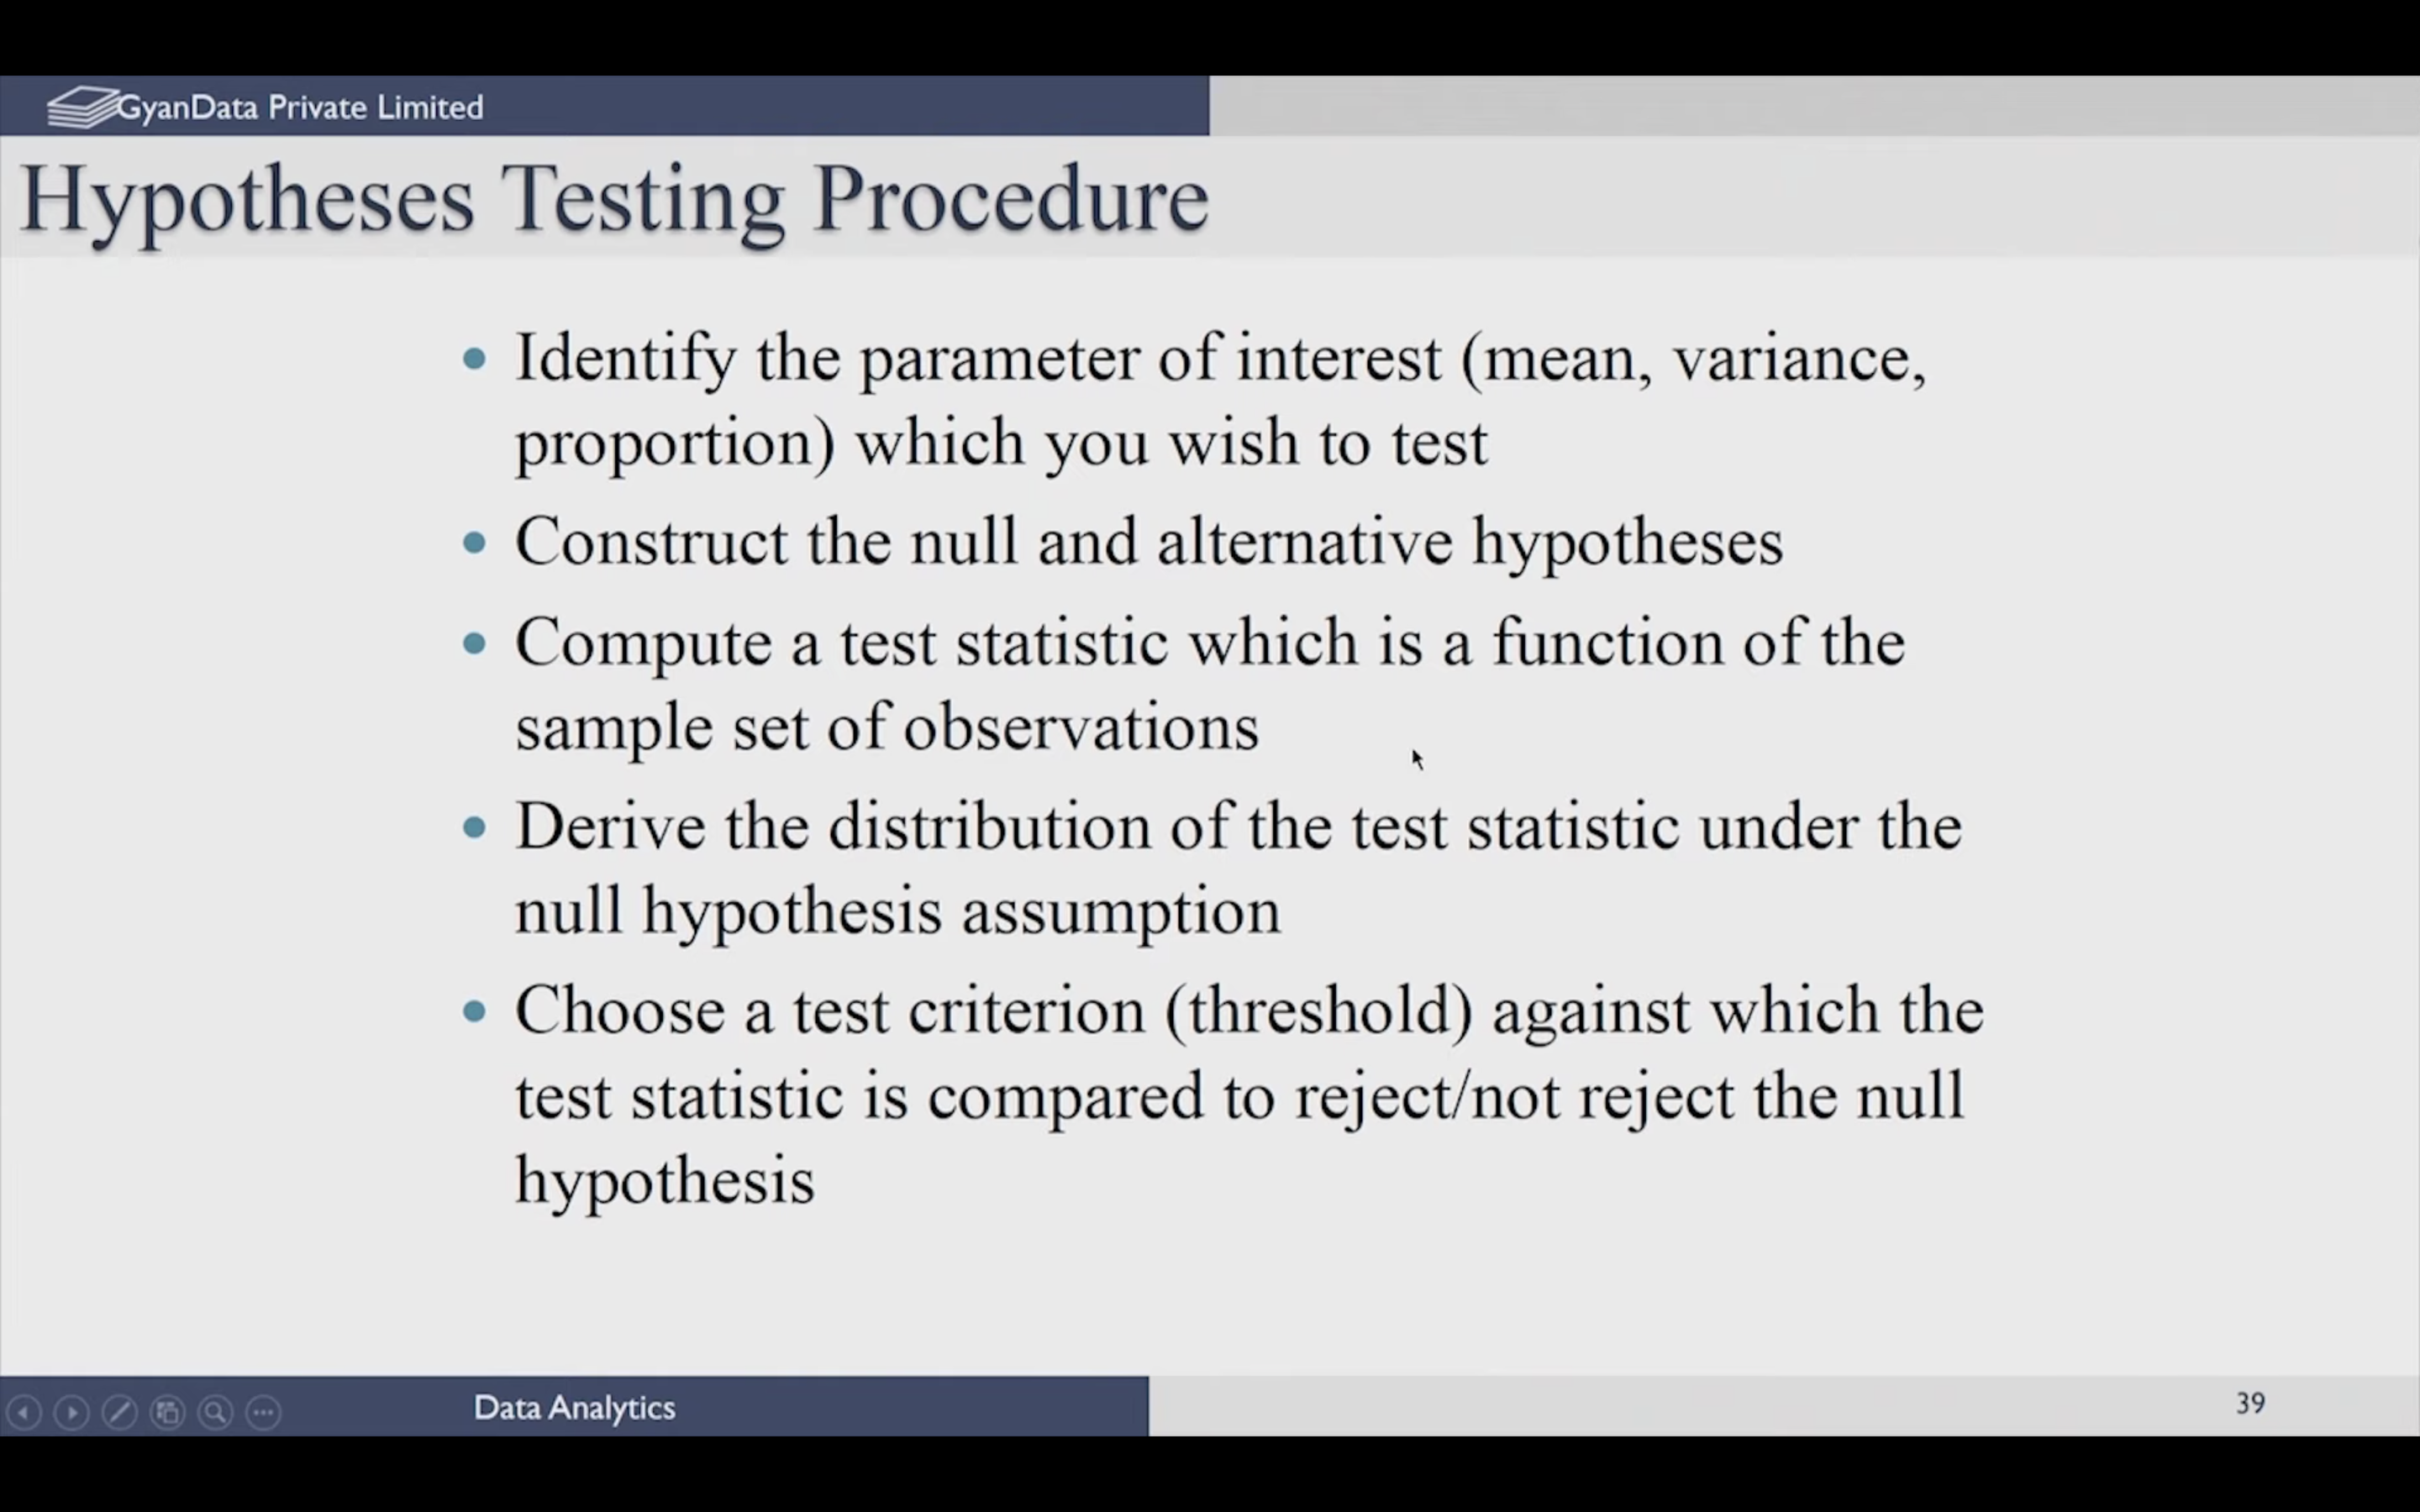 GyanData Private Limited
Hypotheses Testing Procedure
• Identify the parameter of interest (mean, variance,
proportion) which you wish to test
• Construct the null and alternative hypotheses
• Compute a test statistic which is a function of the
sample set of observations
• Derive the distribution of the test statistic under the
null hypothesis assumption
• Choose a test criterion (threshold) against which the
test statistic is compared to reject/not reject the null
hypothesis
Data Analytics
39